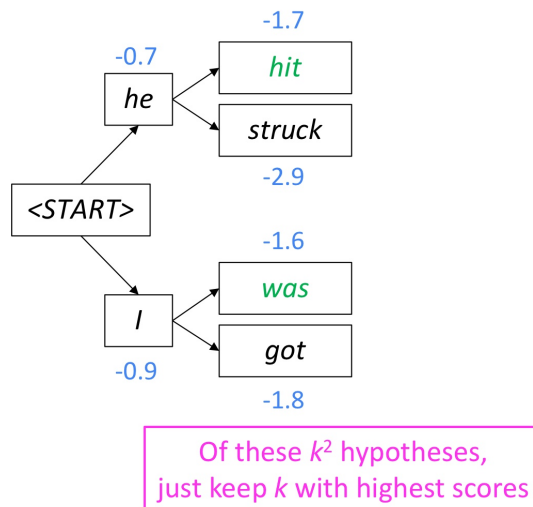 -1.7
-0.7
hit
he
struck
-2.9
<START>
-1.6
was
I
got
-0.9
-1.8
Of these k² hypotheses,
just keep k with highest scores